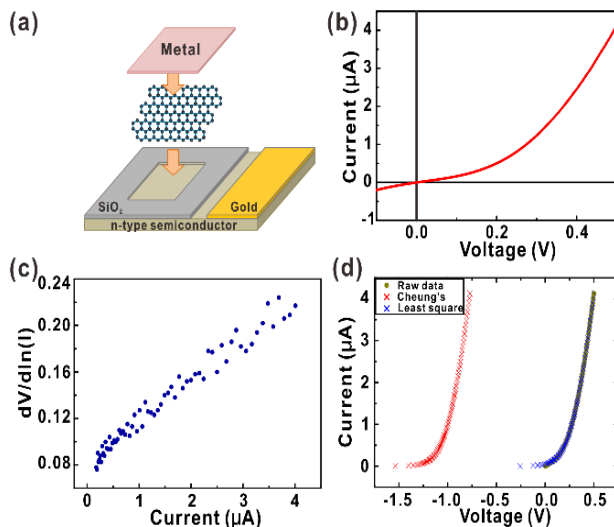 (a)
Metal
SiO₂
Gold
n-type semiconductor
(b)
Current (μA)
4
3
2
1
0
-1
0.0
0.2
0.4
Voltage (V)
(c)
dV/dln(I)
0.24
0.20
0.16
0.12
0.08
0
1
2
3
4
Current (μA)
(d)
Raw data
Cheung's
Least square
Current (μA)
4
3
2
1
0
-1.5
-1.0
-0.5
0.0
0.5
Voltage (V)